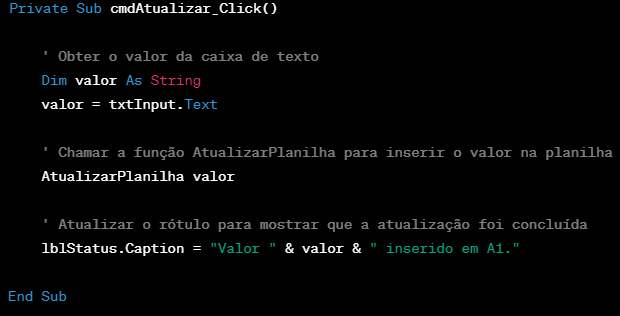 Private Sub cmdAtualizar_Click()
' Obter o valor da caixa de texto
Dim valor As String
valor = txtInput.Text
' Chamar a função AtualizarPlanilha para inserir o valor na planilha
AtualizarPlanilha valor
' Atualizar o rótulo para mostrar que a atualização foi concluída
lblStatus.Caption = "Valor " & valor & " inserido em A1."
End Sub